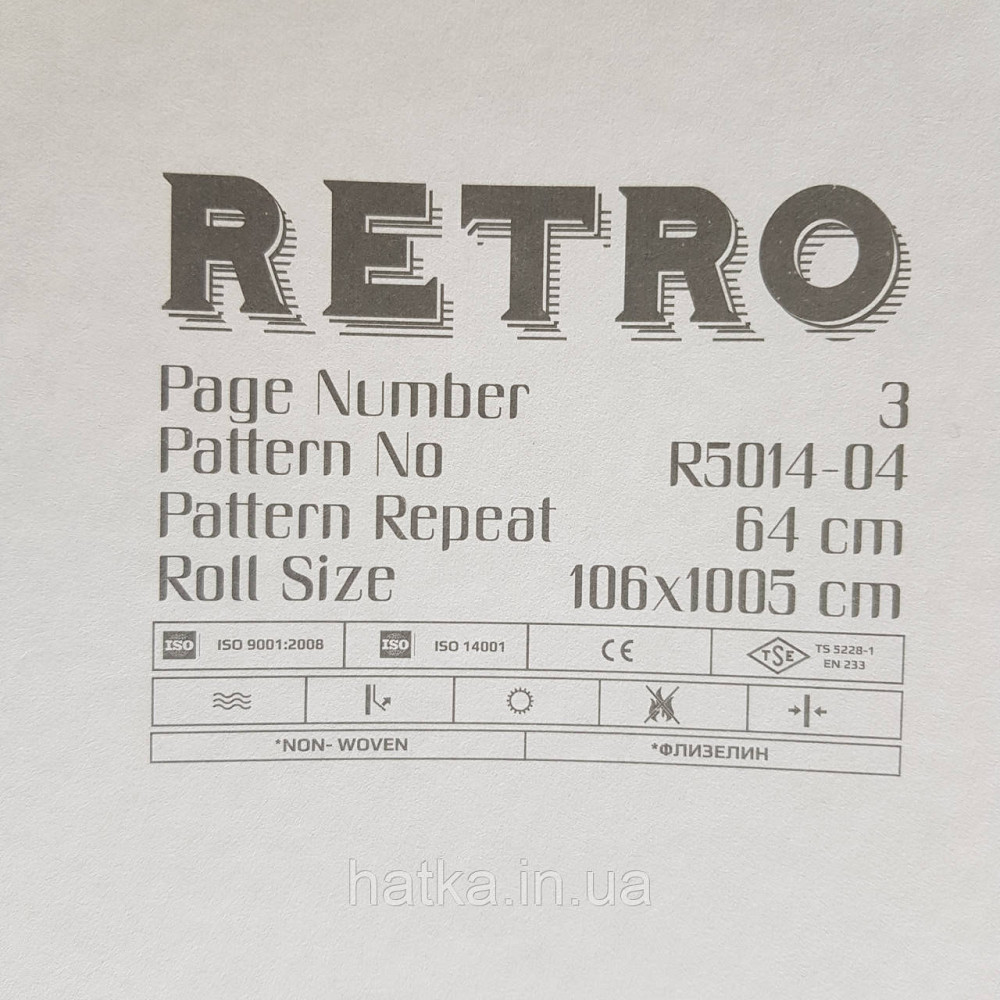 RETRO
Page Number 3
Pattern No R5014-04
Pattern Repeat 64 cm
Roll Size 106x1005 cm
ISO ISO 9001:2008 ISO ISO 14001 CE TSE TS 5228-1
EN 233
*NON- WOVEN *ФЛИЗЕЛИН
hatka.in.ua